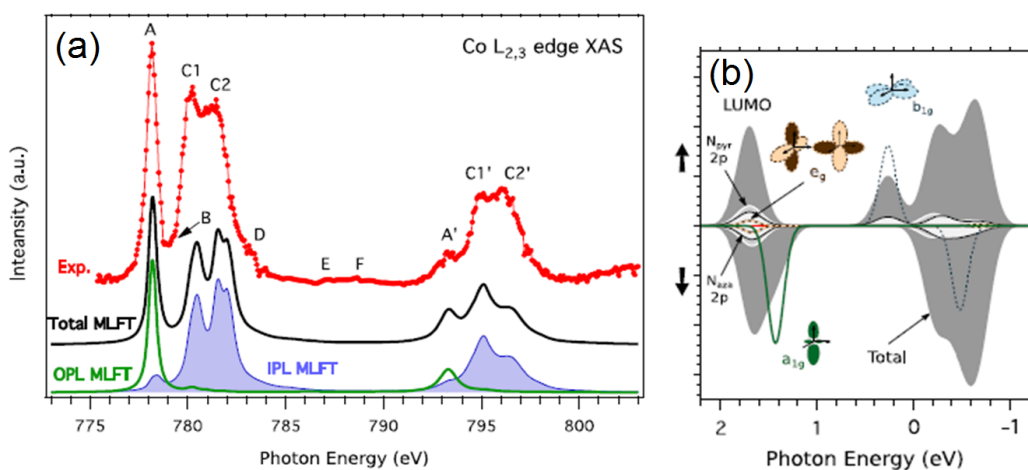 (a)
Co L2,3 edge XAS
A
C1
C2
B
D
E
F
A'
C1'
C2'
Exp.
Total MLFT
OPL MLFT
IPL MLFT
Inteinsity (a.u.)
775
780
785
790
795
800
Photon Energy (eV)
(b)
LUMO
b1g
Npyr
2p
eg
Naza
2p
a1g
Total
2
1
0
-1
Photon Energy (eV)